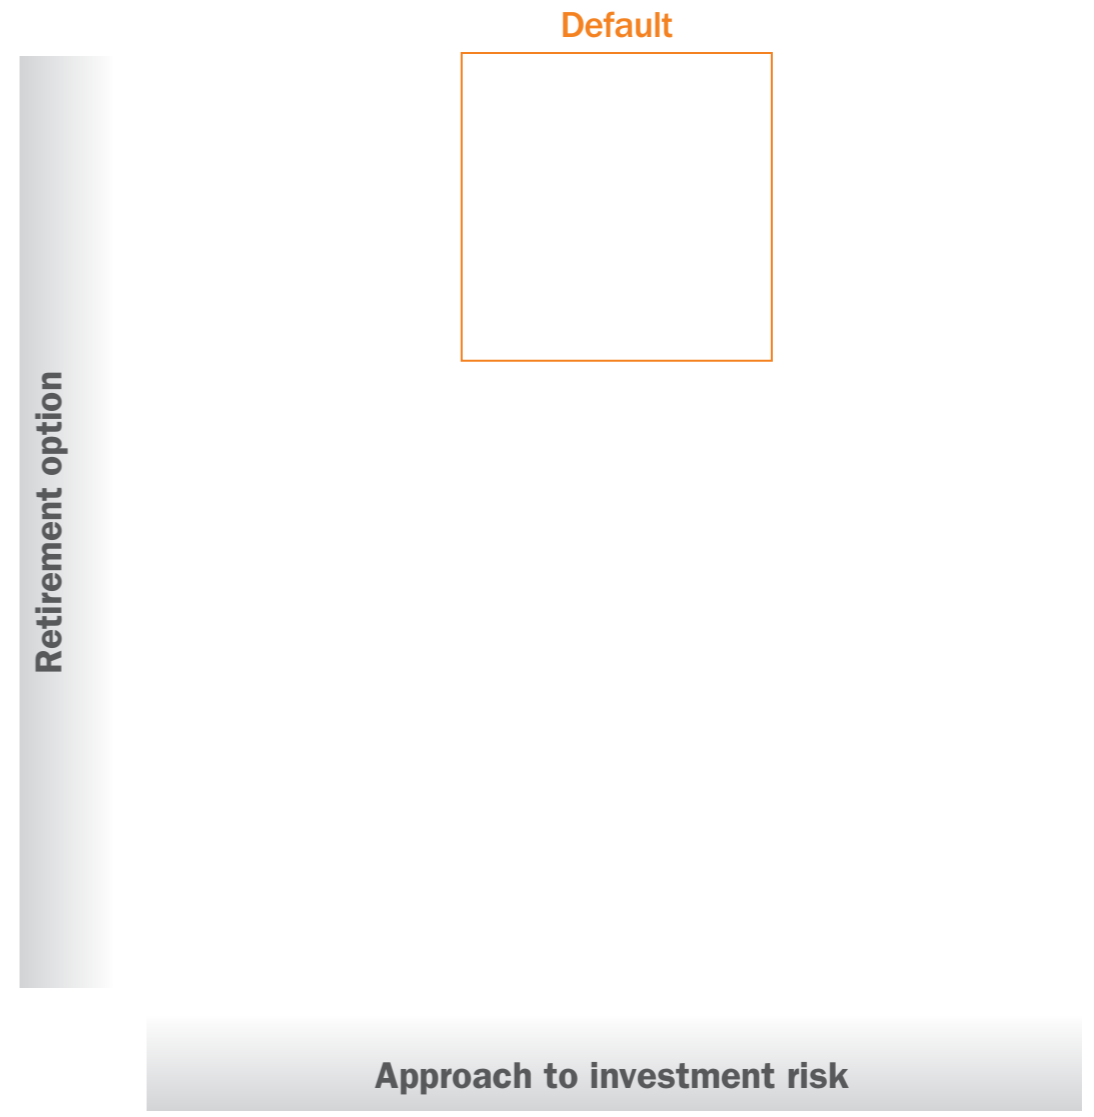 Default
Retirement option
Approach to investment risk